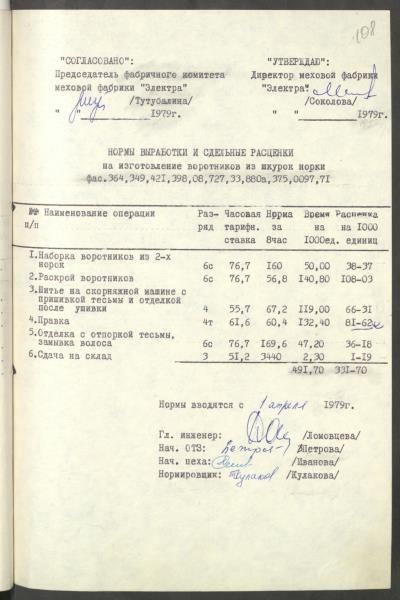 108
"СОГЛАСОВАНО": "УТВЕРЖДАЮ":
Председатель фабричного комитета Директор меховой фабрики
меховой фабрики "Электра" "Электра"
/Тутубалина/ /Соколова/
" " 1979г. " " 1979г.
НОРМЫ ВЫРАБОТКИ И СДЕЛЬНЫЕ РАСЦЕНКИ
на изготовление воротников из шкурок норки
фас.364,349,421,398,08,727,33,880а,375,0097,71
№№ Наименование операции Раз- Часовая Норма Время Расценка
п/п ряд тарифн. за на на 1000
ставка 8час 1000ед. единиц
1.Наборка воротников из 2-х
норок 6с 76,7 160 50,00 38-37
2.Раскрой воротников 6с 76,7 56,8 140,80 108-03
3.Шитье на скорняжной машине с
пришивкой тесьмы и отделкой
после ушивки 4 55,7 67,2 119,00 66-31
4.Правка 4т 61,6 60,4 132,40 81-62
5.Отделка с отпоркой тесьмы,
замывка волоса 6с 76,7 169,6 47,20 36-18
6.Сдача на склад 3 51,2 3440 2,30 1-19
491,70 331-70
Нормы вводятся с 1 апреля 1979г.
Гл. инженер: /Ломовцева/
Нач. ОТЗ: Петрова /Петрова/
Нач. цеха: /Иванова/
Нормировщик: Кулакова /Кулакова/